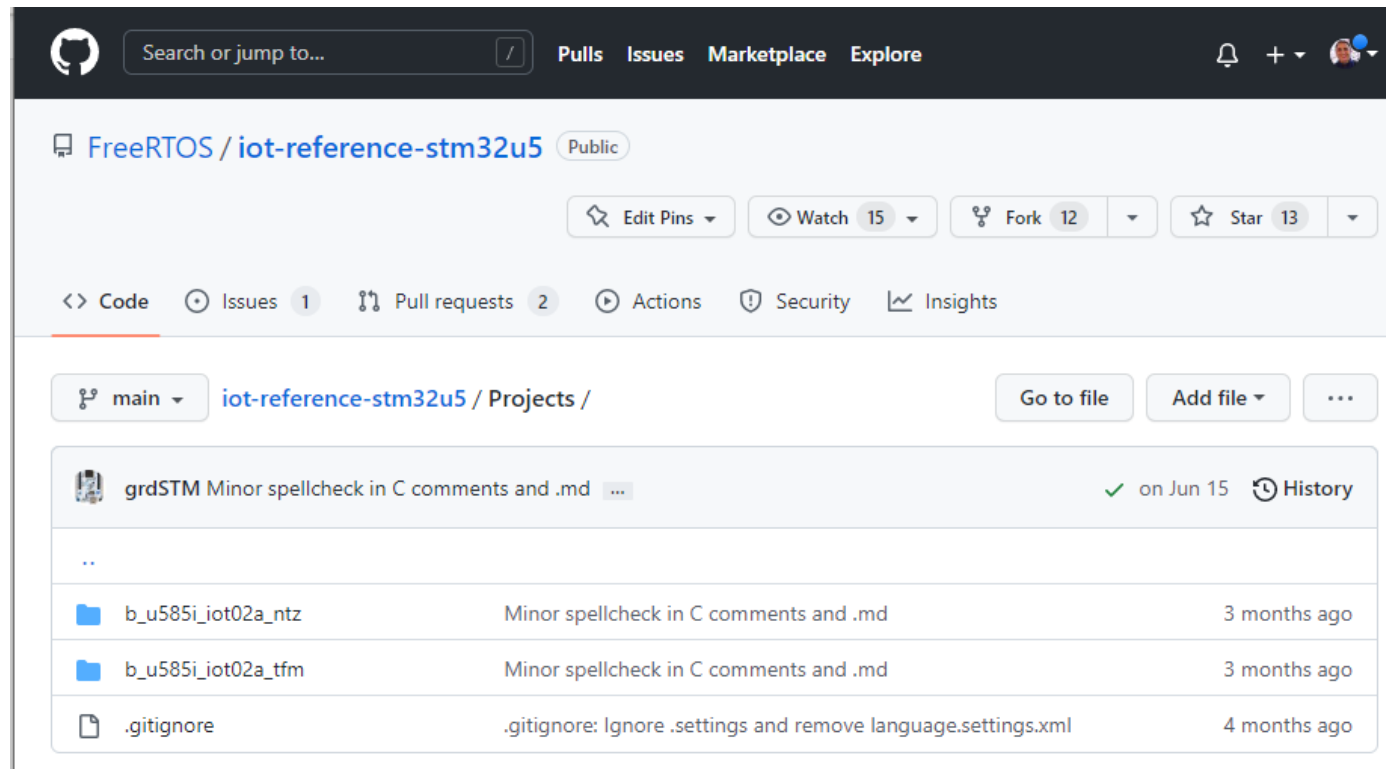 Search or jump to... / Pulls Issues Marketplace Explore
FreeRTOS / iot-reference-stm32u5 Public
Edit Pins Watch 15 Fork 12 Star 13
Code Issues 1 Pull requests 2 Actions Security Insights
main iot-reference-stm32u5 / Projects / Go to file Add file ...
grdSTM Minor spellcheck in C comments and .md ... on Jun 15 History
..
b_u585i_iot02a_ntz Minor spellcheck in C comments and .md 3 months ago
b_u585i_iot02a_tfm Minor spellcheck in C comments and .md 3 months ago
.gitignore .gitignore: Ignore .settings and remove language.settings.xml 4 months ago